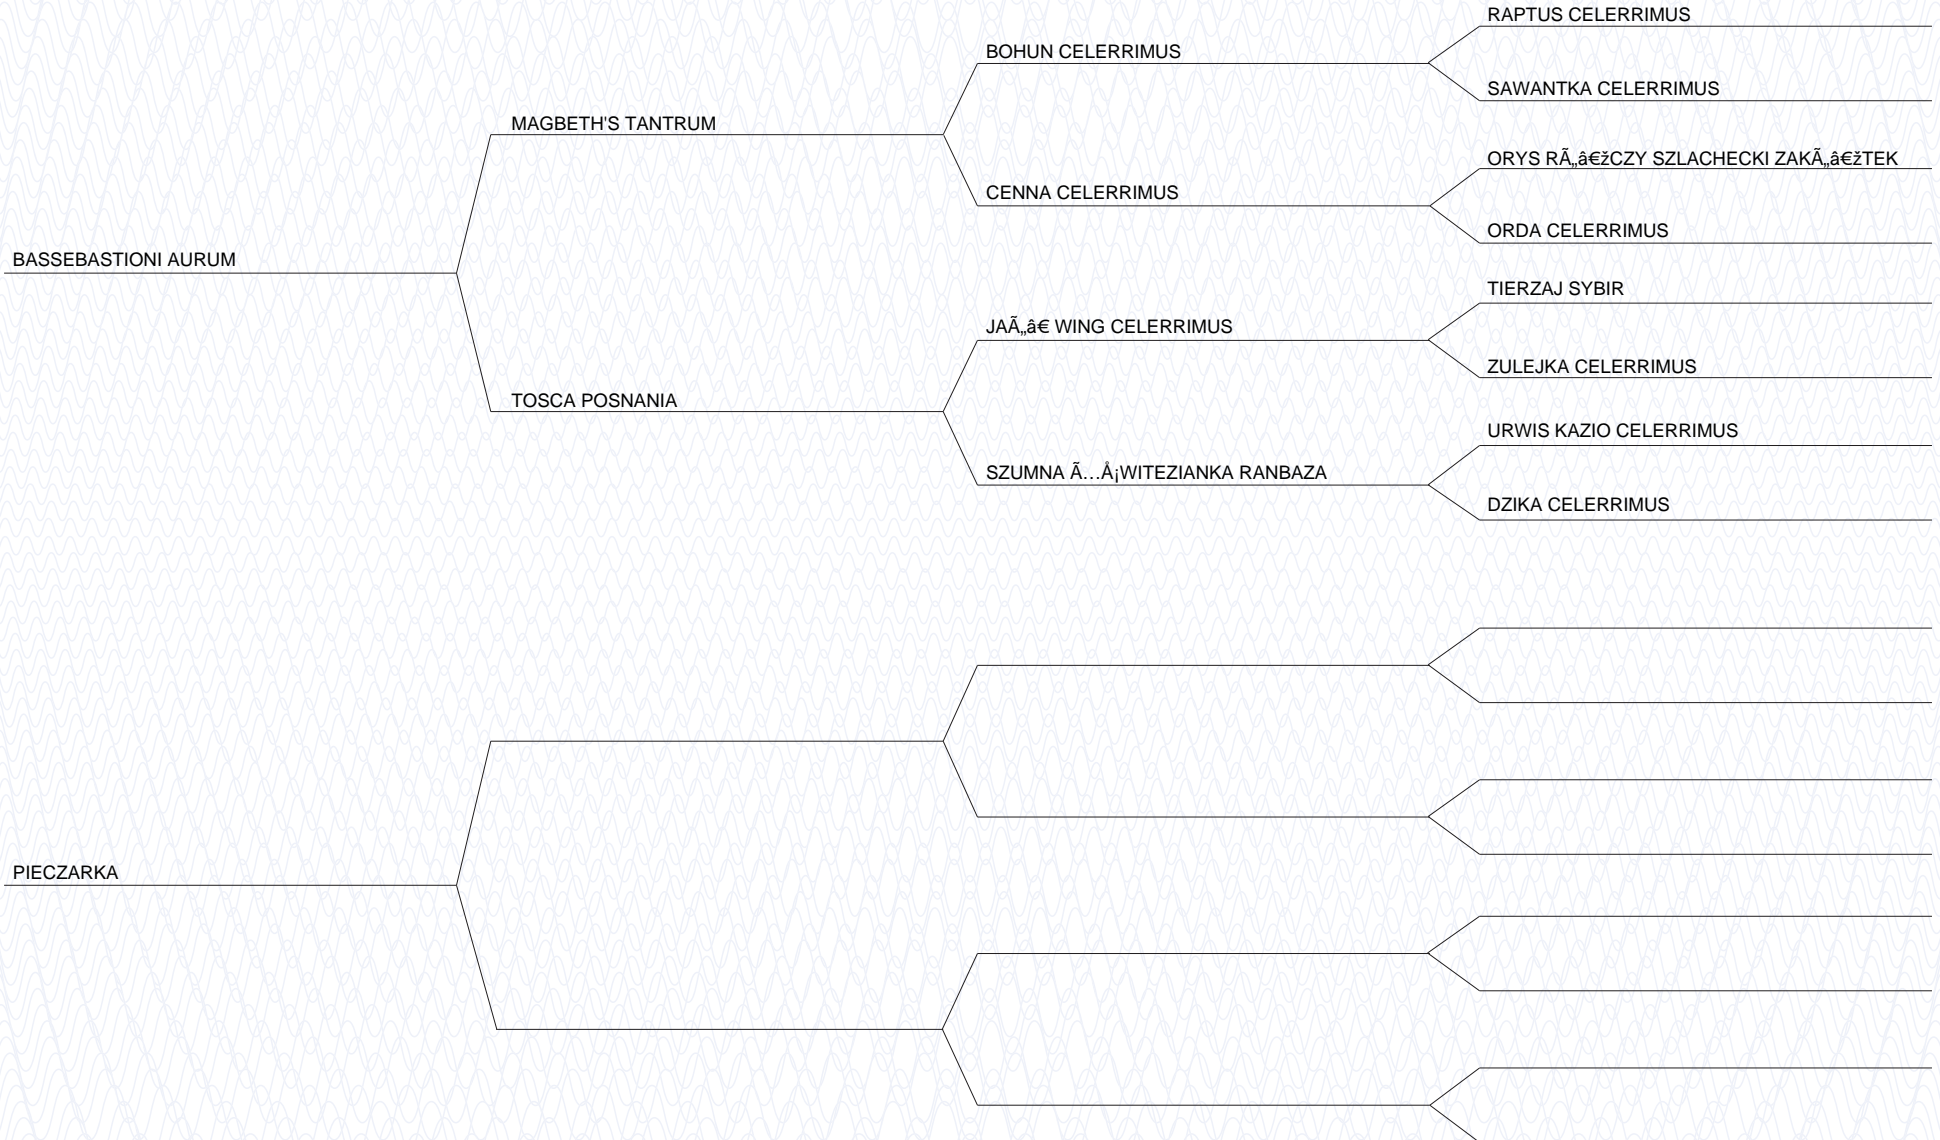 RAPTUS CELERRIMUS
BOHUN CELERRIMUS
SAWANTKA CELERRIMUS
MAGBETH'S TANTRUM
ORYS RÃ„â€žCZY SZLACHECKI ZAKÃ„â€žTEK
CENNA CELERRIMUS
ORDA CELERRIMUS
BASSEBASTIONI AURUM
TIERZAJ SYBIR
JAÃ„â€ WING CELERRIMUS
ZULEJKA CELERRIMUS
TOSCA POSNANIA
URWIS KAZIO CELERRIMUS
SZUMNA Ã…Å¡WITEZIANKA RANBAZA
DZIKA CELERRIMUS
PIECZARKA